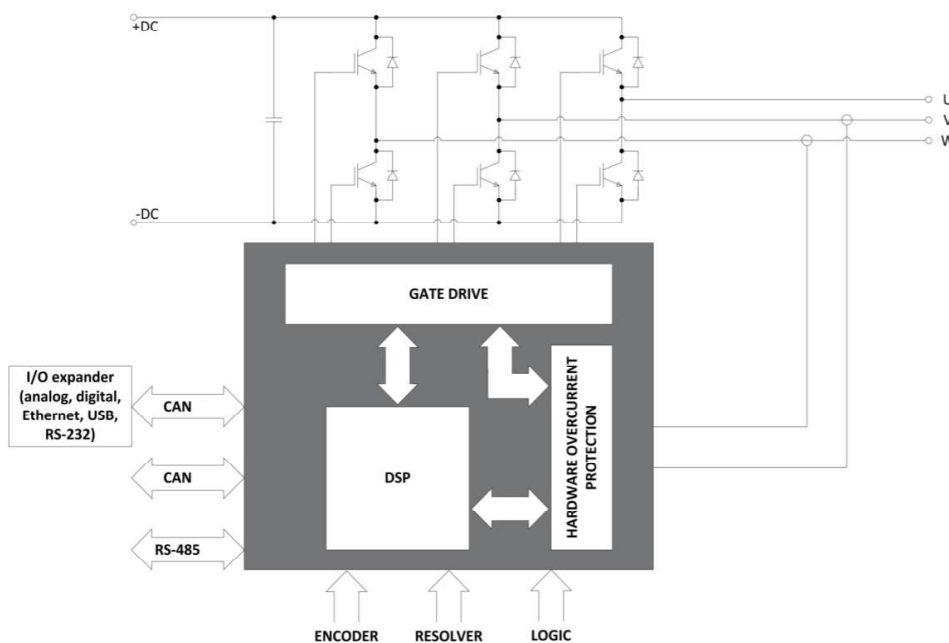 +DC
U
V
W
-DC
GATE DRIVE
I/O expander
(analog, digital,
Ethernet, USB,
RS-232)
CAN
HARDWARE OVERCURRENT
PROTECTION
DSP
CAN
RS-485
ENCODER
RESOLVER
LOGIC